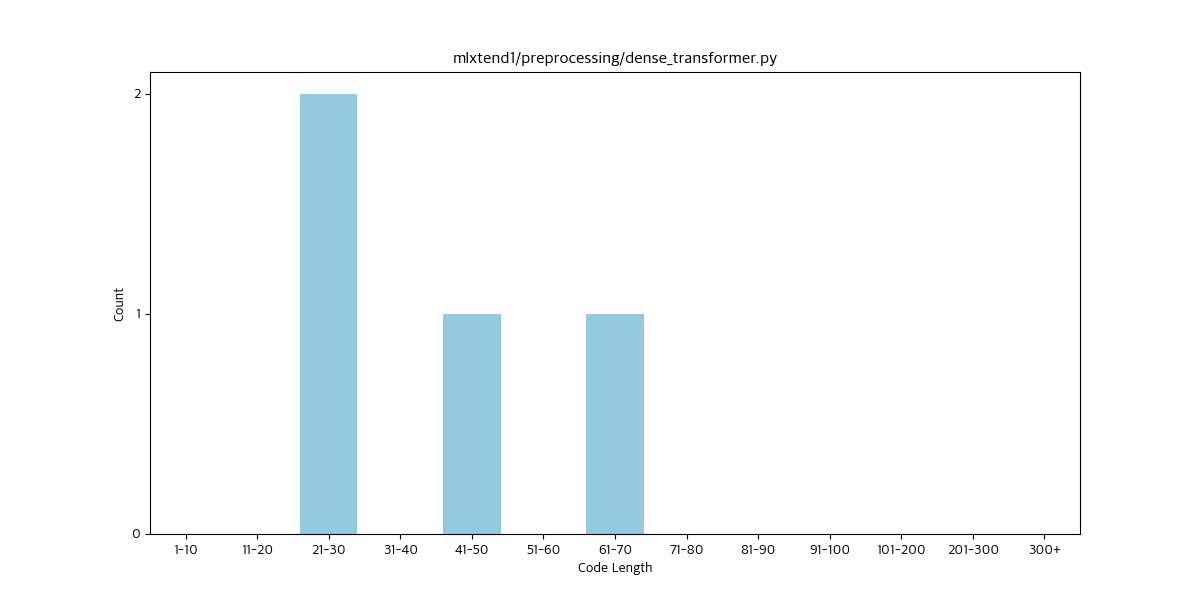 mlxtend1/preprocessing/dense_transformer.py
2
1
0
Count
1-10 11-20 21-30 31-40 41-50 51-60 61-70 71-80 81-90 91-100 101-200 201-300 300+
Code Length